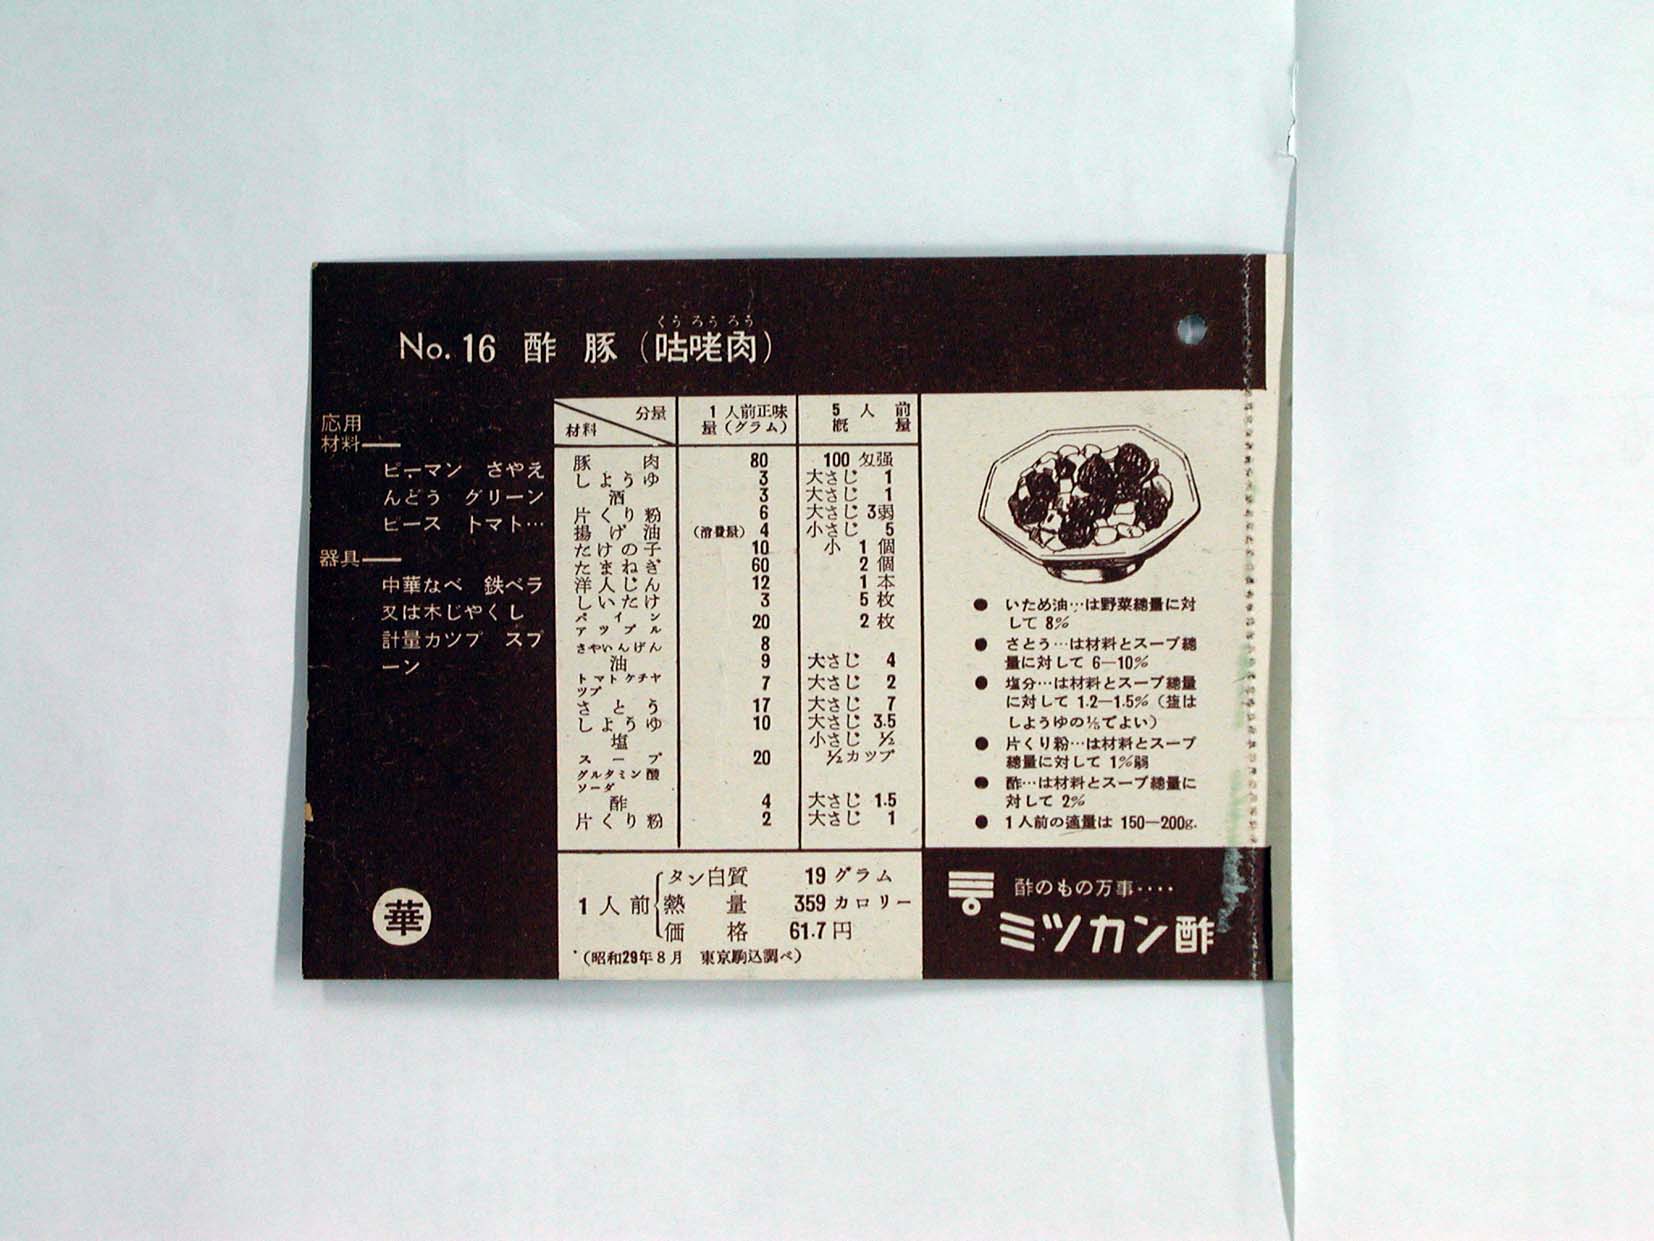 くうろうろう
No. 16 酢 豚 (咕咾肉)
応用
材料──
ピーマン さやえ
んどう グリーン
ピース トマト…
器具──
中華なべ 鉄ベラ
又は木じやくし
計量カツプ スプ
ーン
華
材料 分量 1人前正味量(グラム) 5人前概量
豚肉 80 100匁强
しようゆ 3 大さじ 1
酒 3 大さじ 1
片くり粉 6 大さじ 3弱
揚げ油 (消費量) 4 小さじ 5
たけの子 10 小 1個
たまねぎ 60 2個
洋人じん 12 1本
しいたけ 3 5枚
パインアツプル 20 2枚
さやいんげん 8
油 9 大さじ 4
トマトケチヤツプ 7 大さじ 2
さとう 17 大さじ 7
しようゆ 10 大さじ 3.5
塩 小さじ ½
スープ 20 ½カツプ
グルタミン酸ソーダ
酢 4 大さじ 1.5
片くり粉 2 大さじ 1
1人前 タン白質 19 グラム
熱量 359 カロリー
価格 61.7 円
(昭和29年8月 東京駒込調べ)
● いため油…は野菜總量に対
して 8%
● さとう…は材料とスープ總
量に対して 6—10%
● 塩分…は材料とスープ總量
に対して 1.2—1.5% (塩は
しようゆの⅕でよい)
● 片くり粉…は材料とスープ
總量に対して 1%弱
● 酢…は材料とスープ總量に
対して 2%
● 1人前の適量は 150—200g.
酢のもの万事‥‥
ミツカン酢